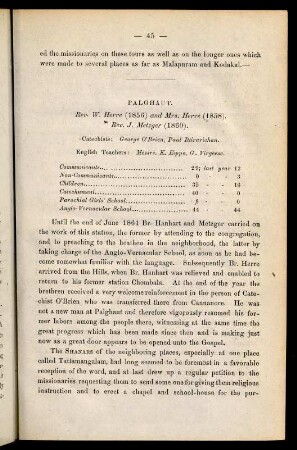 — 45 —
ed the missionaries on these tours as well as on the longer ones which
were made to several places as far as Malapuram and Kodakal.—
PALGHAUT.
Rev. W. Herre (1856) and Mrs. Herre (1858).
Rev. J. Metzger (1859).
Catechists: George O'Brien, Paul
English Teachers: Messrs. K. Eippe, G. Virgeese.
Communicants 23; last year 12
Non-Communicants 0 " 3
Children 35 " 16
Catechumens 40 " 0
Parochial Girls' School 8 " 0
Anglo-Vernacular School 44 " 44
Until the end of June 1861 Br. Hanhart and Metzger carried on
the work of this station, the former by attending to the congregation,
and to preaching to the heathen in the neighborhood, the latter by
taking charge of the Anglo-Vernacular School, as soon as he had be-
come somewhat familiar with the language. Subsequently Br. Herre
arrived from the Hills, when Br. Hanhart was relieved and enabled to
return to his former station Chombala. At the end of the year the
brethren received a very welcome reinforcement in the person of Cate-
chist O'Brien who was transferred there from Cannanore. He was
not a new man at Palghaut and therefore vigorously resumed his for-
mer labors among the people there, witnessing at the same time the
great progress which has been made since then and is making just
now as a great door appears to be opened unto the Gospel.
The SHANARS of the neighbouring places, especially at one place
called Tattamangalam, had long seemed to be foremost in a favorable
reception of the word, and at last drew up a regular petition to the
missionaries requesting them to send some one for giving them religious
instruction and to erect a chapel and school-house for the pur-